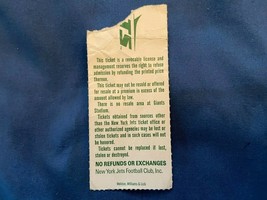 This ticket is a revocable license and
management reserves the right to refuse
admission by refunding the printed price
thereon.
This ticket may not be resold or offered
for resale at a premium in excess of the
amount allowed by law.
There is no resale area at Giants
Stadium.
Tickets obtained from sources other
than the New York Jets ticket office or
other authorized agencies may be lost or
stolen tickets and in such cases will not
be honored.
Tickets cannot be replaced if lost,
stolen or destroyed.
NO REFUNDS OR EXCHANGES
New York Jets Football Club, Inc.